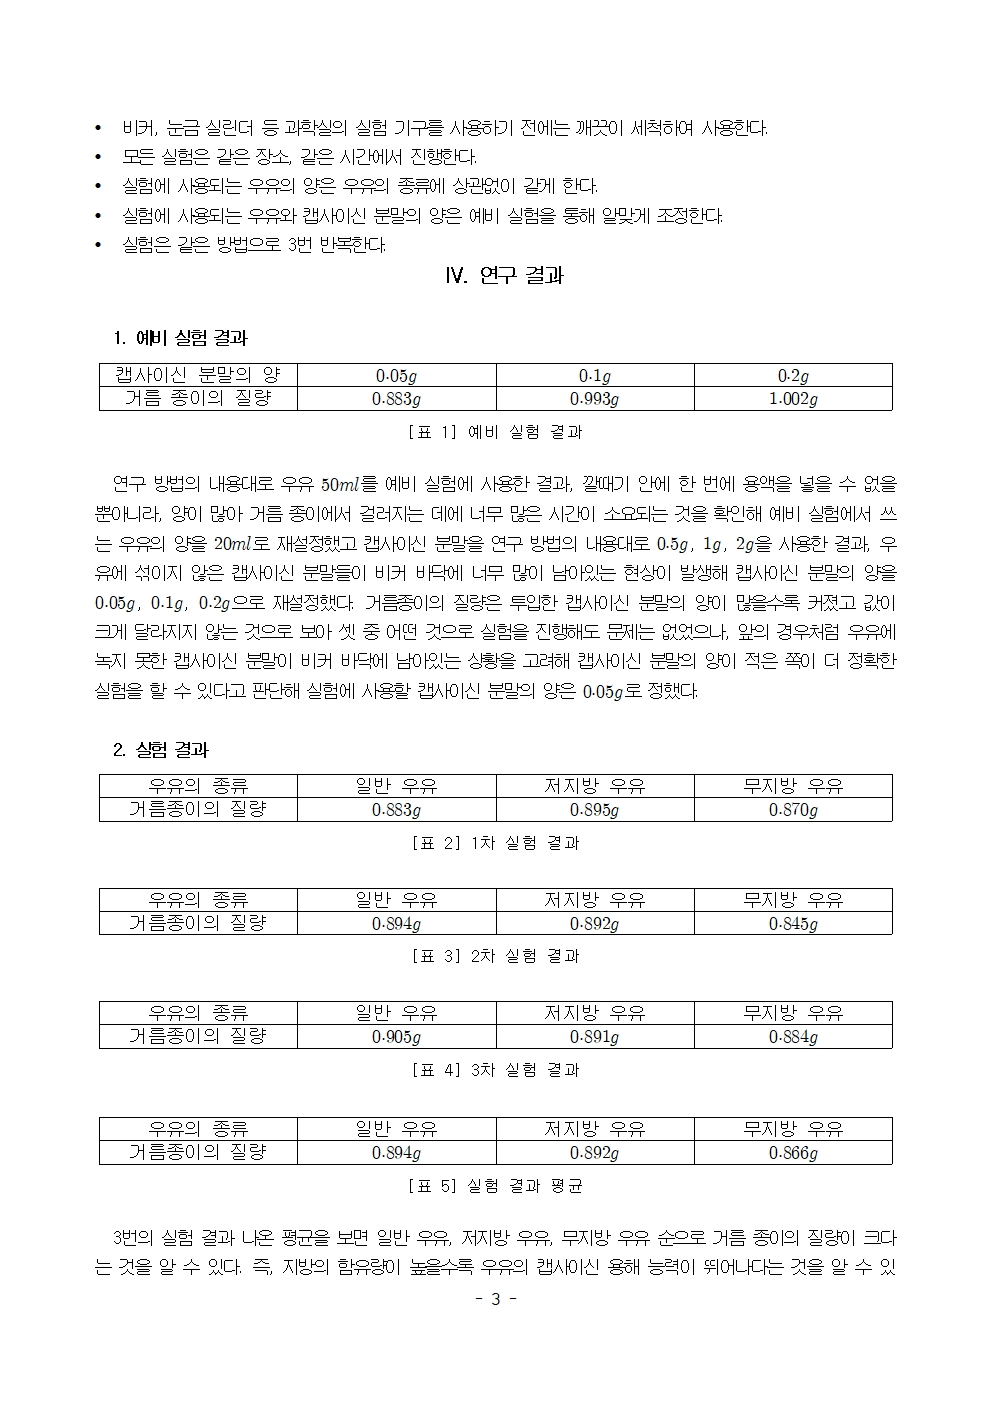 • 비커, 눈금 실린더 등 과학실의 실험 기구를 사용하기 전에는 깨끗이 세척하여 사용한다.
• 모든 실험은 같은 장소, 같은 시간에서 진행한다.
• 실험에 사용되는 우유의 양은 우유의 종류에 상관없이 같게 한다.
• 실험에 사용되는 우유와 캡사이신 분말의 양은 예비 실험을 통해 알맞게 조정한다.
• 실험은 같은 방법으로 3번 반복한다.
IV. 연구 결과
1. 예비 실험 결과
캡사이신 분말의 양 0.05g 0.1g 0.2g
거름 종이의 질량 0.883g 0.993g 1.002g
[표 1] 예비 실험 결과
연구 방법의 내용대로 우유 50ml를 예비 실험에 사용한 결과, 깔때기 안에 한 번에 용액을 넣을 수 없을
뿐아니라, 양이 많아 거름 종이에서 걸러지는 데에 너무 많은 시간이 소요되는 것을 확인해 예비 실험에서 쓰
는 우유의 양을 20ml로 재설정했고 캡사이신 분말을 연구 방법의 내용대로 0.5g, 1g, 2g을 사용한 결과, 우
유에 섞이지 않은 캡사이신 분말들이 비커 바닥에 너무 많이 남아있는 현상이 발생해 캡사이신 분말의 양을
0.05g, 0.1g, 0.2g으로 재설정했다. 거름종이의 질량은 투입한 캡사이신 분말의 양이 많을수록 커졌고 값이
크게 달라지지 않는 것으로 보아 셋 중 어떤 것으로 실험을 진행해도 문제는 없었으나, 앞의 경우처럼 우유에
녹지 못한 캡사이신 분말이 비커 바닥에 남아있는 상황을 고려해 캡사이신 분말의 양이 적은 쪽이 더 정확한
실험을 할 수 있다고 판단해 실험에 사용할 캡사이신 분말의 양은 0.05g로 정했다.
2. 실험 결과
우유의 종류 일반 우유 저지방 우유 무지방 우유
거름종이의 질량 0.883g 0.895g 0.870g
[표 2] 1차 실험 결과
우유의 종류 일반 우유 저지방 우유 무지방 우유
거름종이의 질량 0.894g 0.892g 0.845g
[표 3] 2차 실험 결과
우유의 종류 일반 우유 저지방 우유 무지방 우유
거름종이의 질량 0.905g 0.891g 0.884g
[표 4] 3차 실험 결과
우유의 종류 일반 우유 저지방 우유 무지방 우유
거름종이의 질량 0.894g 0.892g 0.866g
[표 5] 실험 결과 평균
3번의 실험 결과 나온 평균을 보면 일반 우유, 저지방 우유, 무지방 우유 순으로 거름 종이의 질량이 크다
는 것을 알 수 있다. 즉, 지방의 함유량이 높을수록 우유의 캡사이신 용해 능력이 뛰어나다는 것을 알 수 있
- 3 -